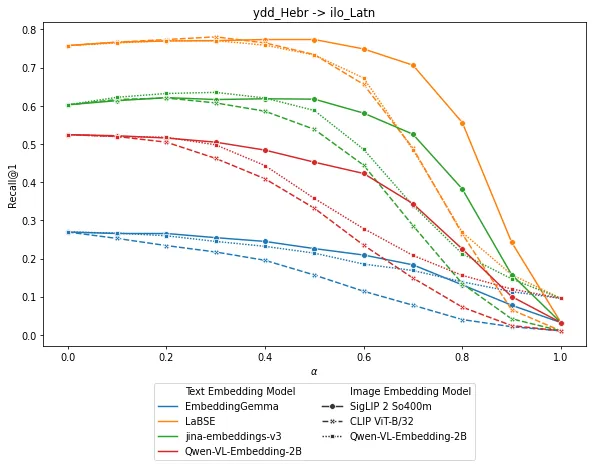 ydd_Hebr -> ilo_Latn
Recall@1
0.8
0.7
0.6
0.5
0.4
0.3
0.2
0.1
0.0
0.0 0.2 0.4 0.6 0.8 1.0
α
Text Embedding Model
EmbeddingGemma
LaBSE
jina-embeddings-v3
Qwen-VL-Embedding-2B
Image Embedding Model
SigLIP 2 So400m
CLIP ViT-B/32
Qwen-VL-Embedding-2B